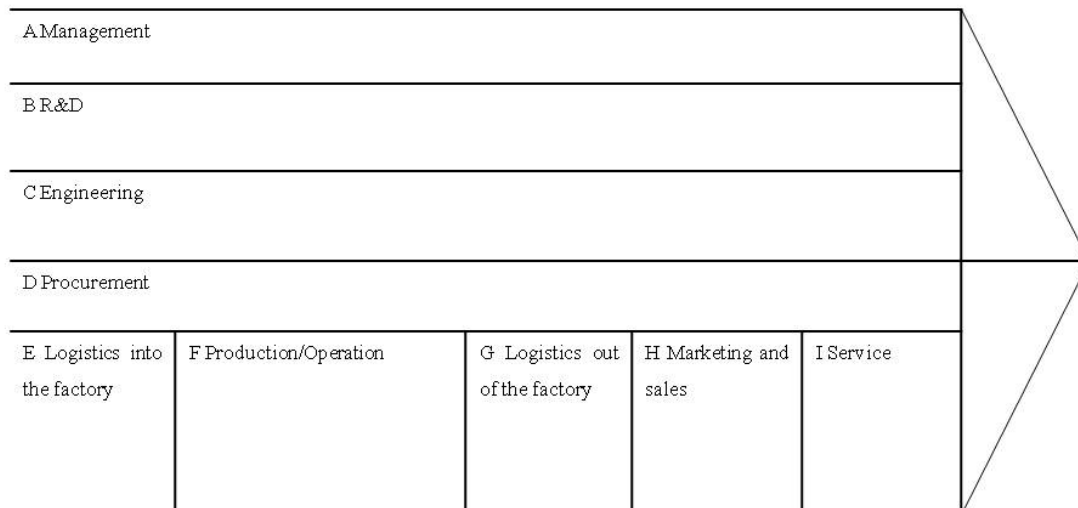 A Management
B R&D
C Engineering
D Procurement
E Logistics into
the factory
F Production/Operation
G Logistics out
of the factory
H Marketing and
sales
I Service